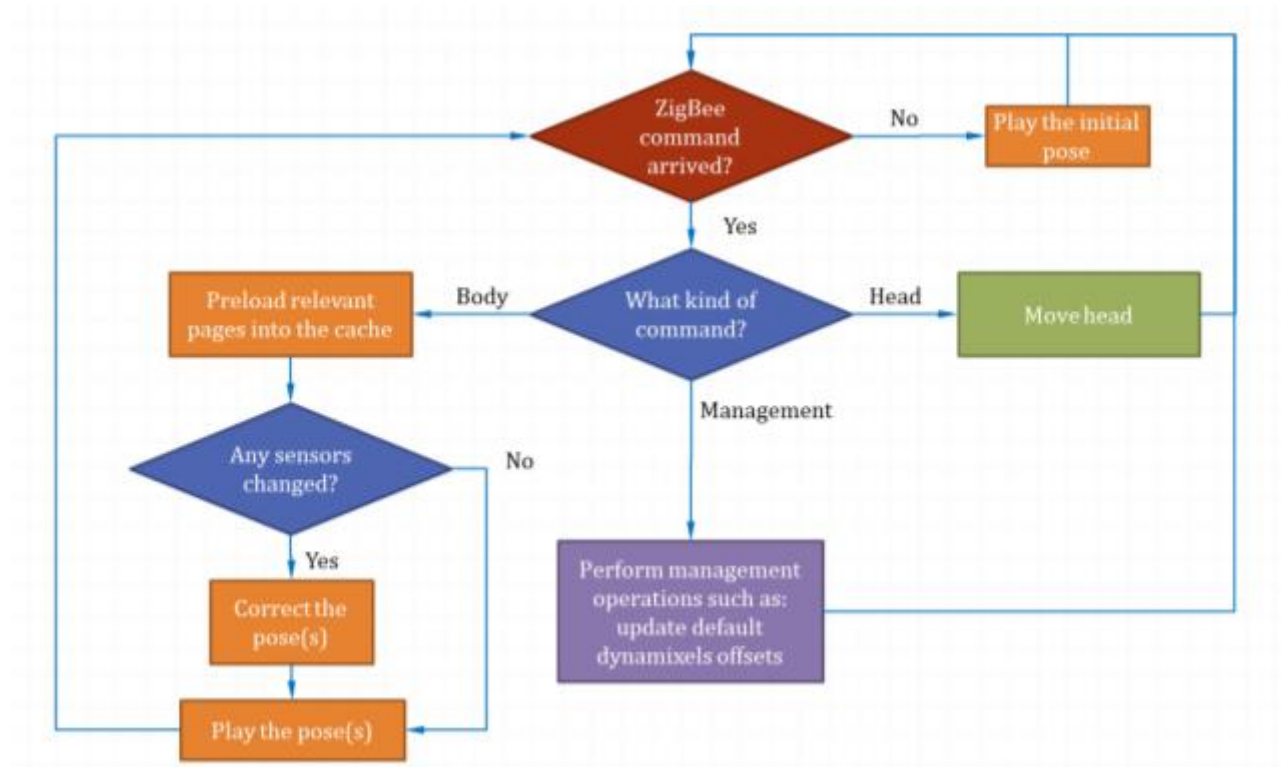 ZigBee
command
arrived?
No
Play the initial
pose
Yes
Preload relevant
pages into the cache
Body
What kind of
command?
Head
Move head
Management
Any sensors
changed?
No
Yes
Correct the
pose(s)
Perform management
operations such as:
update default
dynamixels offsets
Play the pose(s)